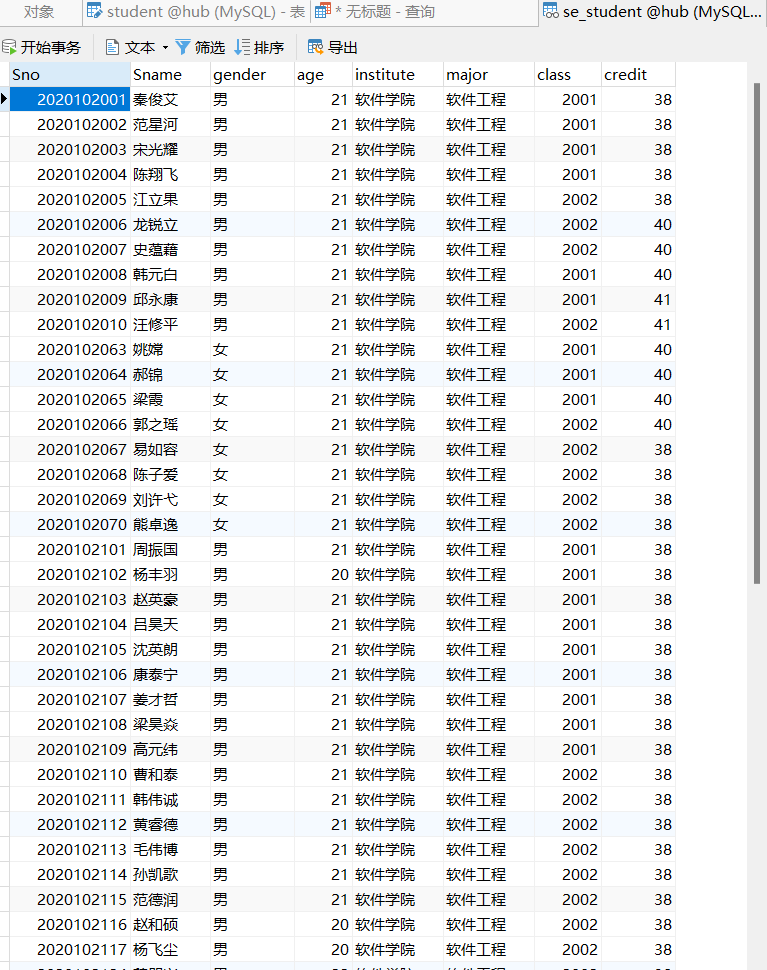 对象 student @hub (MySQL) - 表 * 无标题 - 查询 se_student @hub (MySQL...
开始事务 文本 筛选 排序 导出
Sno Sname gender age institute major class credit
2020102001 秦俊艾 男 21 软件学院 软件工程 2001 38
2020102002 范星河 男 21 软件学院 软件工程 2001 38
2020102003 宋光耀 男 21 软件学院 软件工程 2001 38
2020102004 陈翔飞 男 21 软件学院 软件工程 2001 38
2020102005 江立果 男 21 软件学院 软件工程 2002 38
2020102006 龙锐立 男 21 软件学院 软件工程 2002 40
2020102007 史蕴藉 男 21 软件学院 软件工程 2002 40
2020102008 韩元白 男 21 软件学院 软件工程 2001 40
2020102009 邱永康 男 21 软件学院 软件工程 2001 41
2020102010 汪修平 男 21 软件学院 软件工程 2002 41
2020102063 姚嫦 女 21 软件学院 软件工程 2001 40
2020102064 郝锦 女 21 软件学院 软件工程 2001 40
2020102065 梁霞 女 21 软件学院 软件工程 2001 40
2020102066 郭之瑶 女 21 软件学院 软件工程 2002 40
2020102067 易如容 女 21 软件学院 软件工程 2002 38
2020102068 陈子爱 女 21 软件学院 软件工程 2002 38
2020102069 刘许弋 女 21 软件学院 软件工程 2002 38
2020102070 熊卓逸 女 21 软件学院 软件工程 2002 38
2020102101 周振国 男 21 软件学院 软件工程 2001 38
2020102102 杨丰羽 男 20 软件学院 软件工程 2001 38
2020102103 赵英豪 男 21 软件学院 软件工程 2001 38
2020102104 吕昊天 男 21 软件学院 软件工程 2001 38
2020102105 沈英朗 男 21 软件学院 软件工程 2001 38
2020102106 康泰宁 男 21 软件学院 软件工程 2001 38
2020102107 姜才哲 男 21 软件学院 软件工程 2001 38
2020102108 梁昊焱 男 21 软件学院 软件工程 2001 38
2020102109 高元纬 男 21 软件学院 软件工程 2001 38
2020102110 曹和泰 男 21 软件学院 软件工程 2002 38
2020102111 韩伟诚 男 21 软件学院 软件工程 2002 38
2020102112 黄睿德 男 21 软件学院 软件工程 2002 38
2020102113 毛伟博 男 21 软件学院 软件工程 2002 38
2020102114 孙凯歌 男 21 软件学院 软件工程 2002 38
2020102115 范德润 男 21 软件学院 软件工程 2002 38
2020102116 赵和硕 男 20 软件学院 软件工程 2002 38
2020102117 杨飞尘 男 20 软件学院 软件工程 2002 38